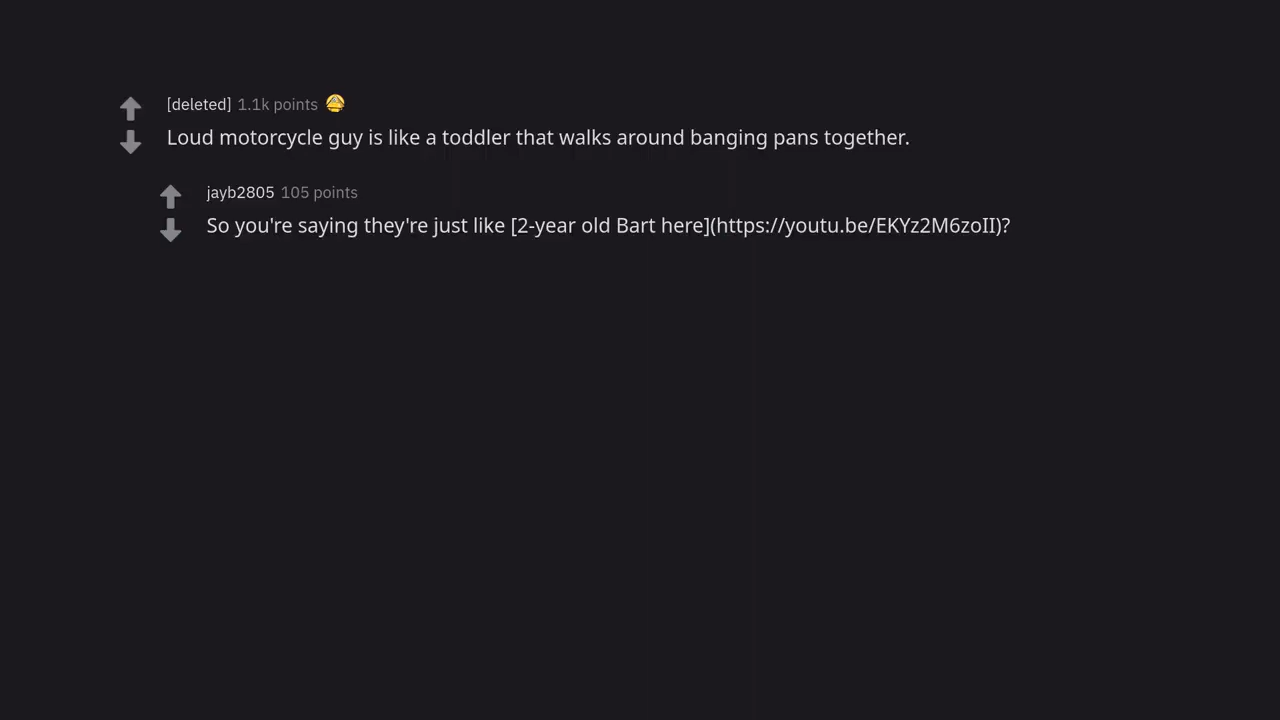 [deleted] 1.1k points
Loud motorcycle guy is like a toddler that walks around banging pans together.
jayb2805 105 points
So you're saying they're just like [2-year old Bart here](https://youtu.be/EKYz2M6zoII)?